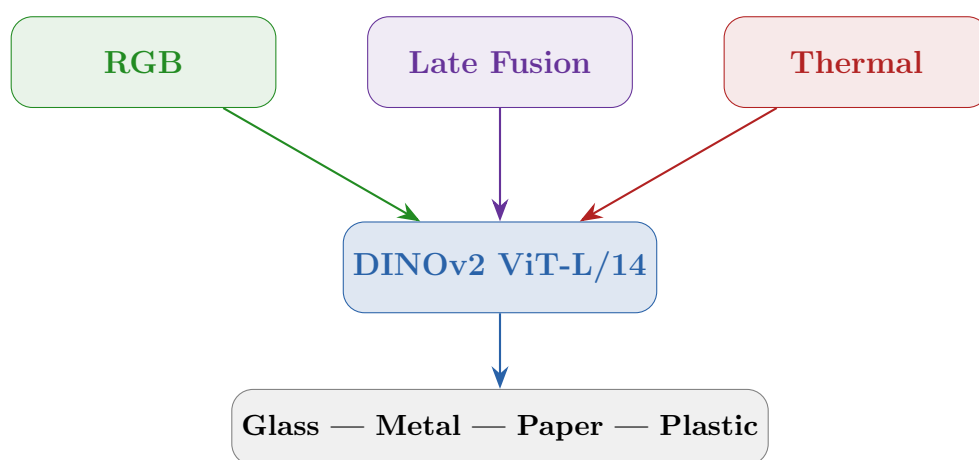 RGB
Late Fusion
Thermal
DINOv2 ViT-L/14
Glass — Metal — Paper — Plastic